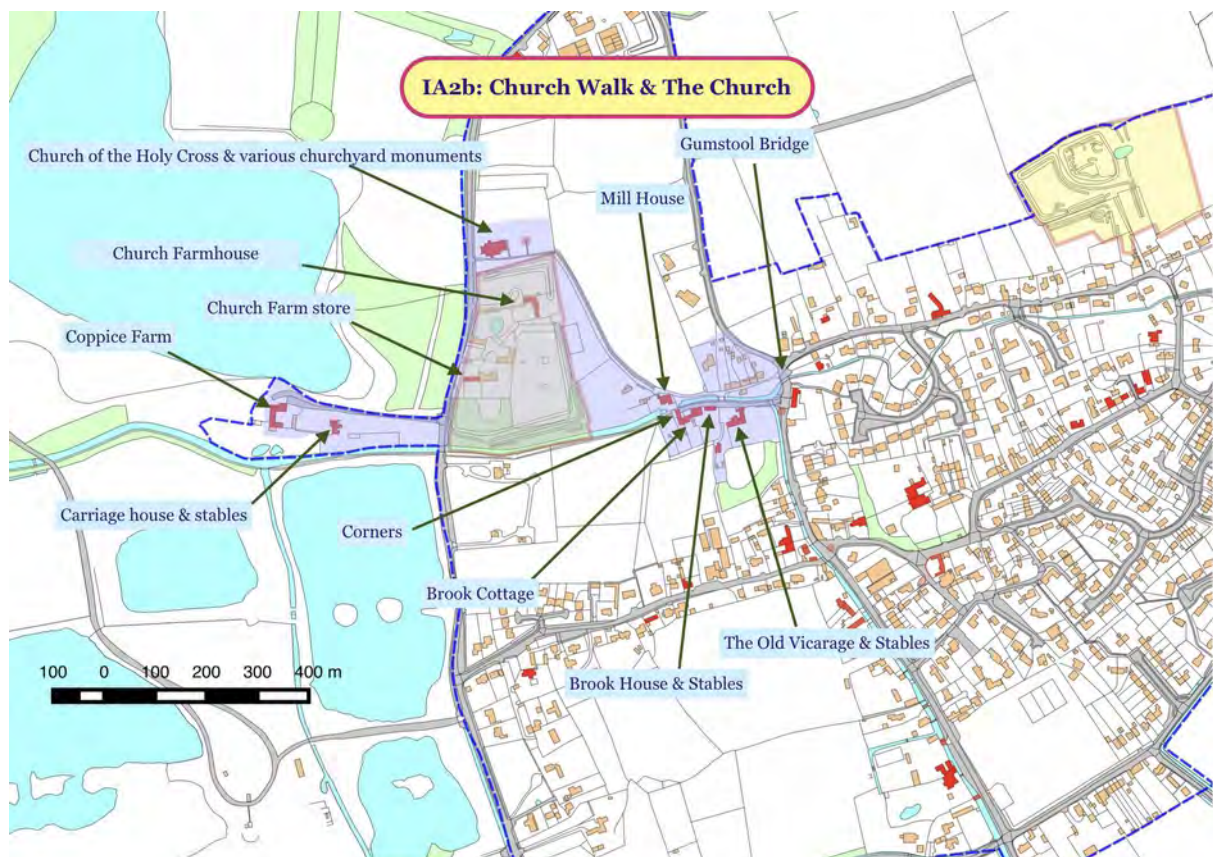 IA2b: Church Walk & The Church
Church of the Holy Cross & various churchyard monuments
Gumstool Bridge
Mill House
Church Farmhouse
Church Farm store
Coppice Farm
Carriage house & stables
Corners
Brook Cottage
The Old Vicarage & Stables
Brook House & Stables
100 0 100 200 300 400 m